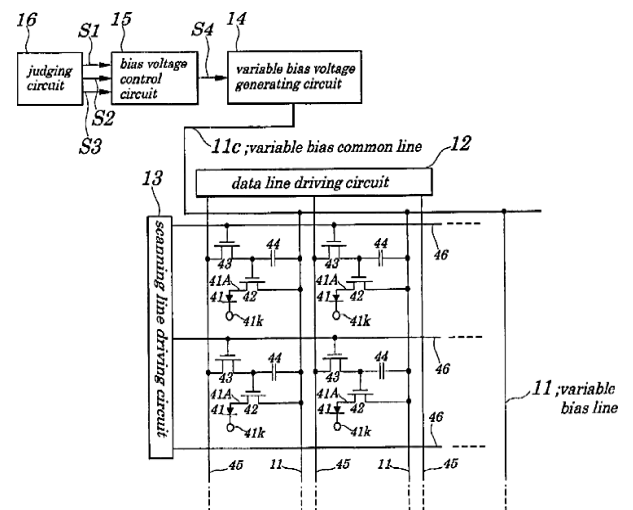 16
S1
15
S4
14
judging
circuit
bias voltage
control
circuit
variable bias voltage
generating circuit
S2
S3
11c ;variable bias common line
12
data line driving circuit
13
scanning line driving circuit
43
44
41A
41
42
41k
43
44
41A
41
42
41k
46
43
44
41A
41
42
41k
43
44
41A
41
42
41k
46
11 ;variable
bias line
46
45
11
45
11
45